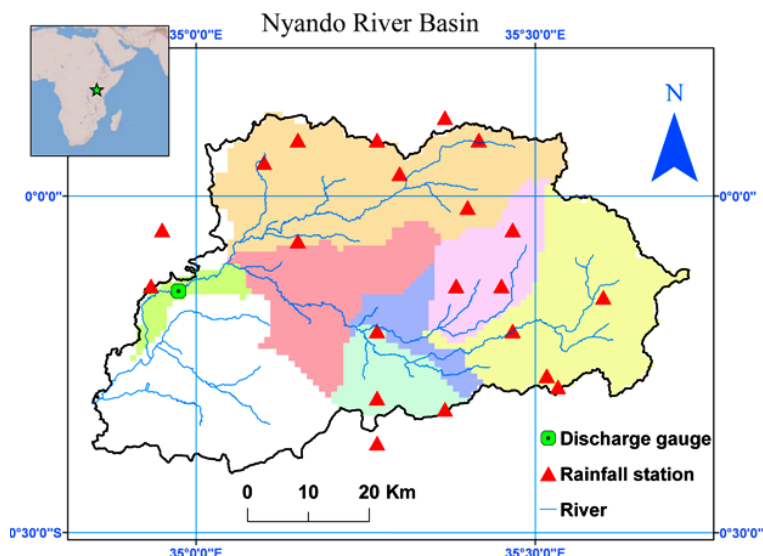 Nyando River Basin
35°0'0"E
35°30'0"E
N
0°0'0"
0°0'0"
Discharge gauge
Rainfall station
River
0 10 20 Km
0°30'0"S
0°30'0"S
35°0'0"E
35°30'0"E